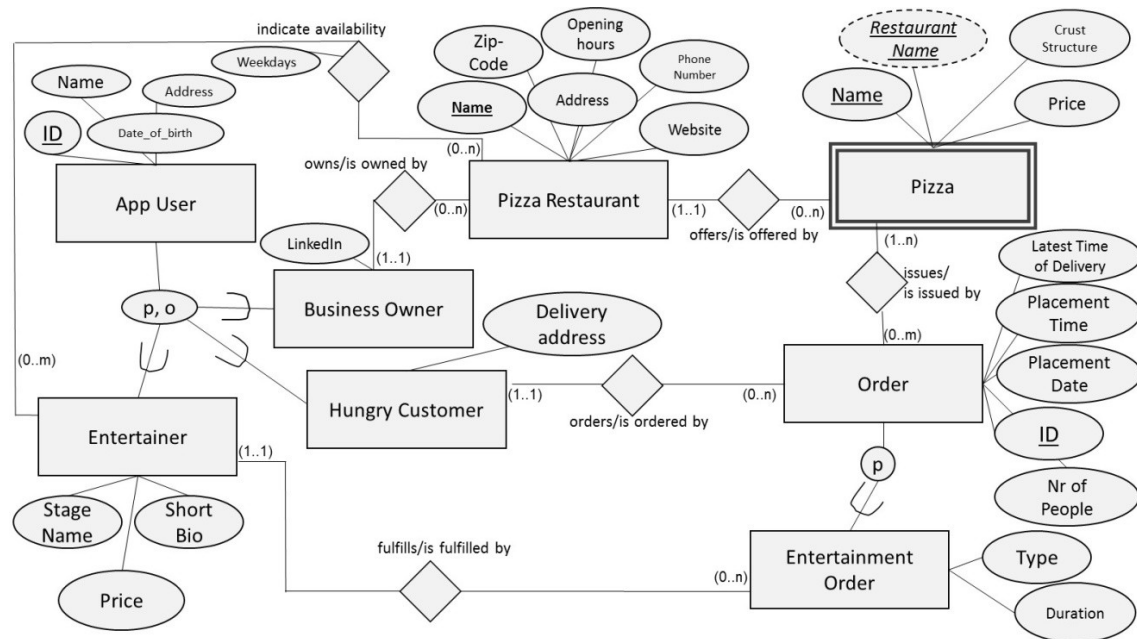 indicate availability
Weekdays
Name
Address
ID
Date_of_birth
App User
Zip-
Code
Opening
hours
Phone
Number
Name
Address
Website
Restaurant
Name
Crust
Structure
Name
Price
owns/is owned by
(0..n)
(0..n)
Pizza Restaurant
(1..1)
(0..n)
offers/is offered by
Pizza
LinkedIn
(1..1)
Business Owner
p, o
(1..n)
issues/
is issued by
(0..m)
Latest Time
of Delivery
Placement
Time
Placement
Date
ID
Nr of
People
Delivery
address
(0..m)
Hungry Customer
(1..1)
orders/is ordered by
(0..n)
Order
Entertainer
(1..1)
Stage
Name
Short
Bio
Price
p
fulfills/is fulfilled by
(0..n)
Entertainment
Order
Type
Duration